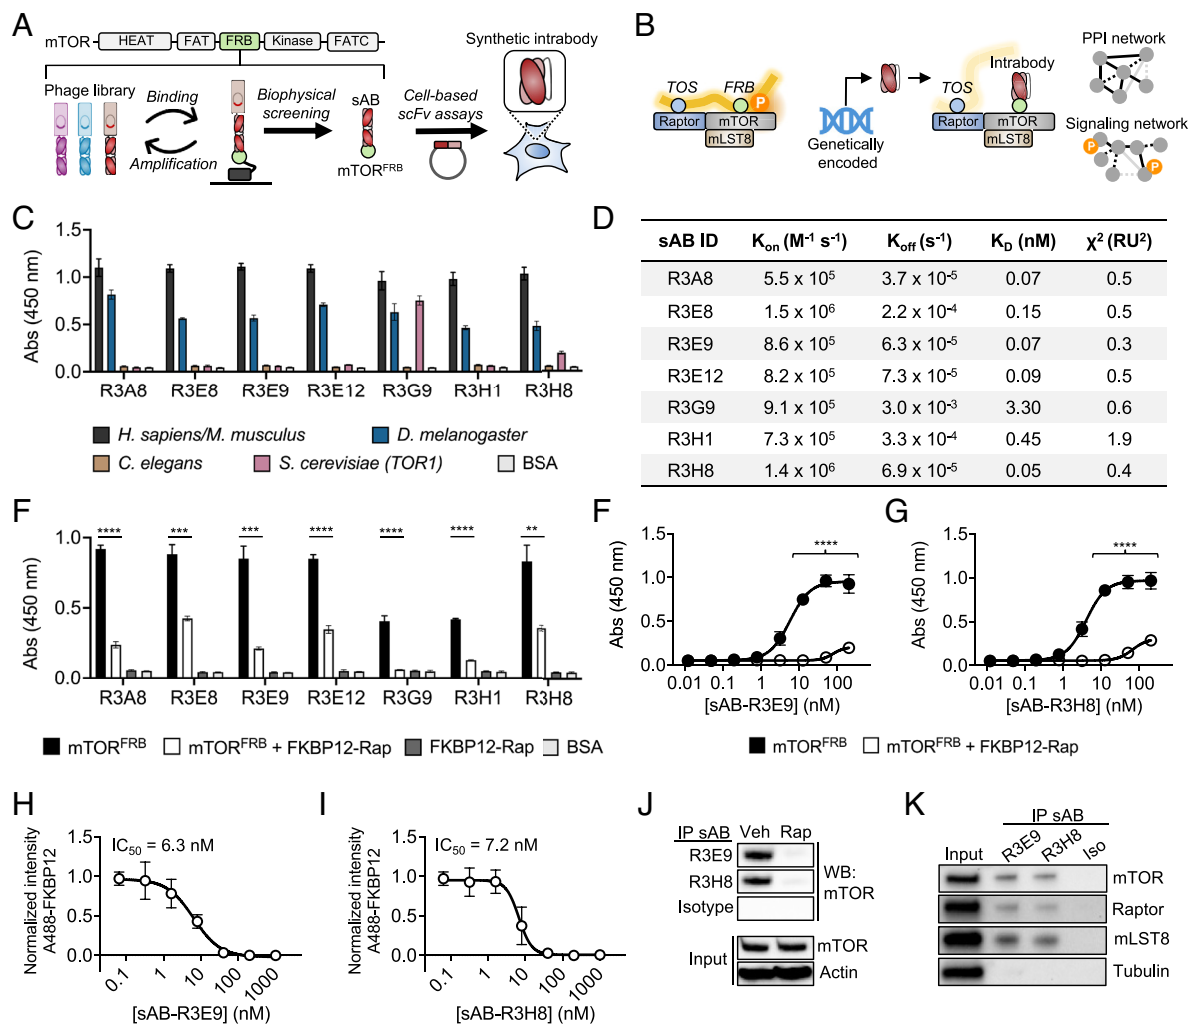 A
mTOR HEAT FAT FRB Kinase FATC
Phage library
Binding
Amplification
Biophysical
screening
sAB
mTOR^FRB
Cell-based
scFv assays
Synthetic intrabody
B
TOS FRB P
Raptor mTOR
mLST8
Genetically
encoded
Intrabody
TOS
Raptor mTOR
mLST8
PPI network
Signaling network
P
P
C
Abs (450 nm)
1.5
1.0
0.5
0.0
R3A8 R3E8 R3E9 R3E12 R3G9 R3H1 R3H8
H. sapiens/M. musculus D. melanogaster
C. elegans S. cerevisiae (TOR1) BSA
D
sAB ID K_on (M^-1 s^-1) K_off (s^-1) K_D (nM) χ² (RU²)
R3A8 5.5 x 10^5 3.7 x 10^-5 0.07 0.5
R3E8 1.5 x 10^6 2.2 x 10^-4 0.15 0.5
R3E9 8.6 x 10^5 6.3 x 10^-5 0.07 0.3
R3E12 8.2 x 10^5 7.3 x 10^-5 0.09 0.5
R3G9 9.1 x 10^5 3.0 x 10^-3 3.30 0.6
R3H1 7.3 x 10^5 3.3 x 10^-4 0.45 1.9
R3H8 1.4 x 10^6 6.9 x 10^-5 0.05 0.4
F
Abs (450 nm)
1.0
0.5
0.0
**** *** *** **** **** **** **
R3A8 R3E8 R3E9 R3E12 R3G9 R3H1 R3H8
mTOR^FRB mTOR^FRB + FKBP12-Rap FKBP12-Rap BSA
F
Abs (450 nm)
1.5
1.0
0.5
0.0
****
0.01 0.1 1 10 100
[sAB-R3E9] (nM)
G
Abs (450 nm)
1.5
1.0
0.5
0.0
****
0.01 0.1 1 10 100
[sAB-R3H8] (nM)
mTOR^FRB mTOR^FRB + FKBP12-Rap
H
Normalized intensity
A488-FKBP12
1.5
1.0
0.5
0.0
IC50 = 6.3 nM
0.1 1 10 100 1000
[sAB-R3E9] (nM)
I
Normalized intensity
A488-FKBP12
1.5
1.0
0.5
0.0
IC50 = 7.2 nM
0.1 1 10 100 1000
[sAB-R3H8] (nM)
J
IP sAB Veh Rap
R3E9
R3H8
Isotype
WB:
mTOR
Input
mTOR
Actin
K
IP sAB
Input R3E9 R3H8 Iso
mTOR
Raptor
mLST8
Tubulin